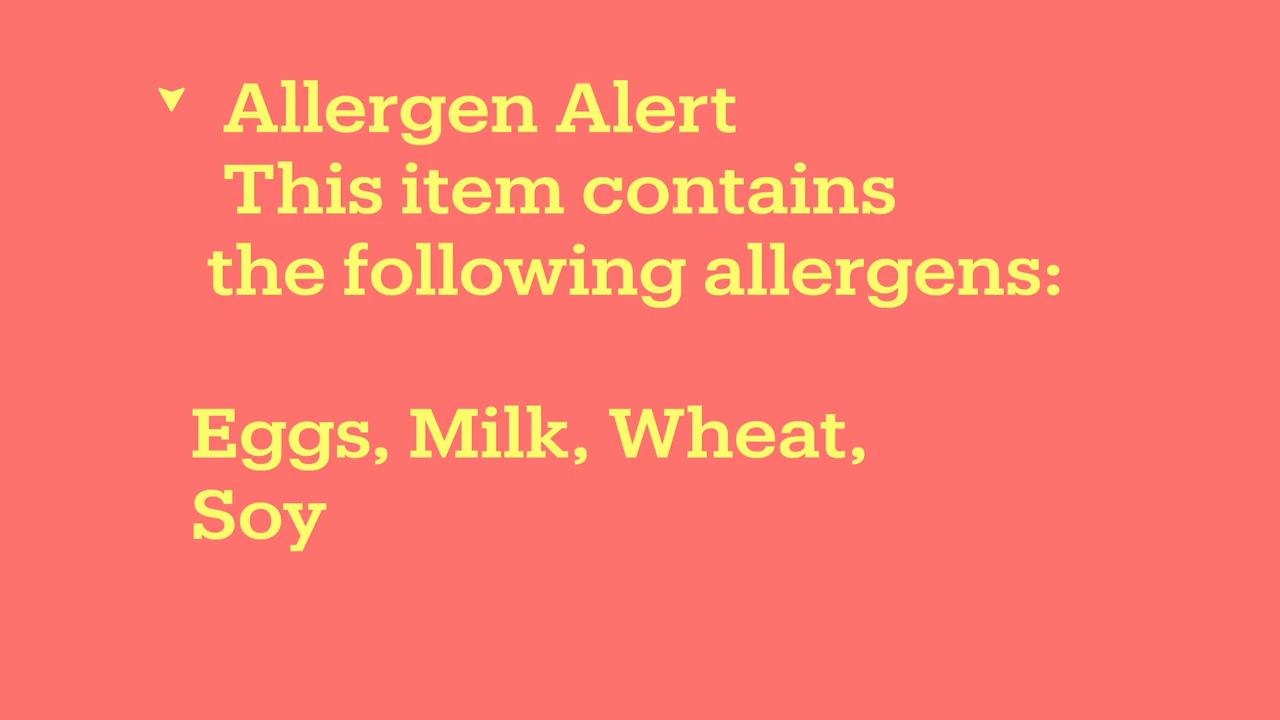 Allergen Alert
This item contains
the following allergens:
Eggs, Milk, Wheat,
Soy